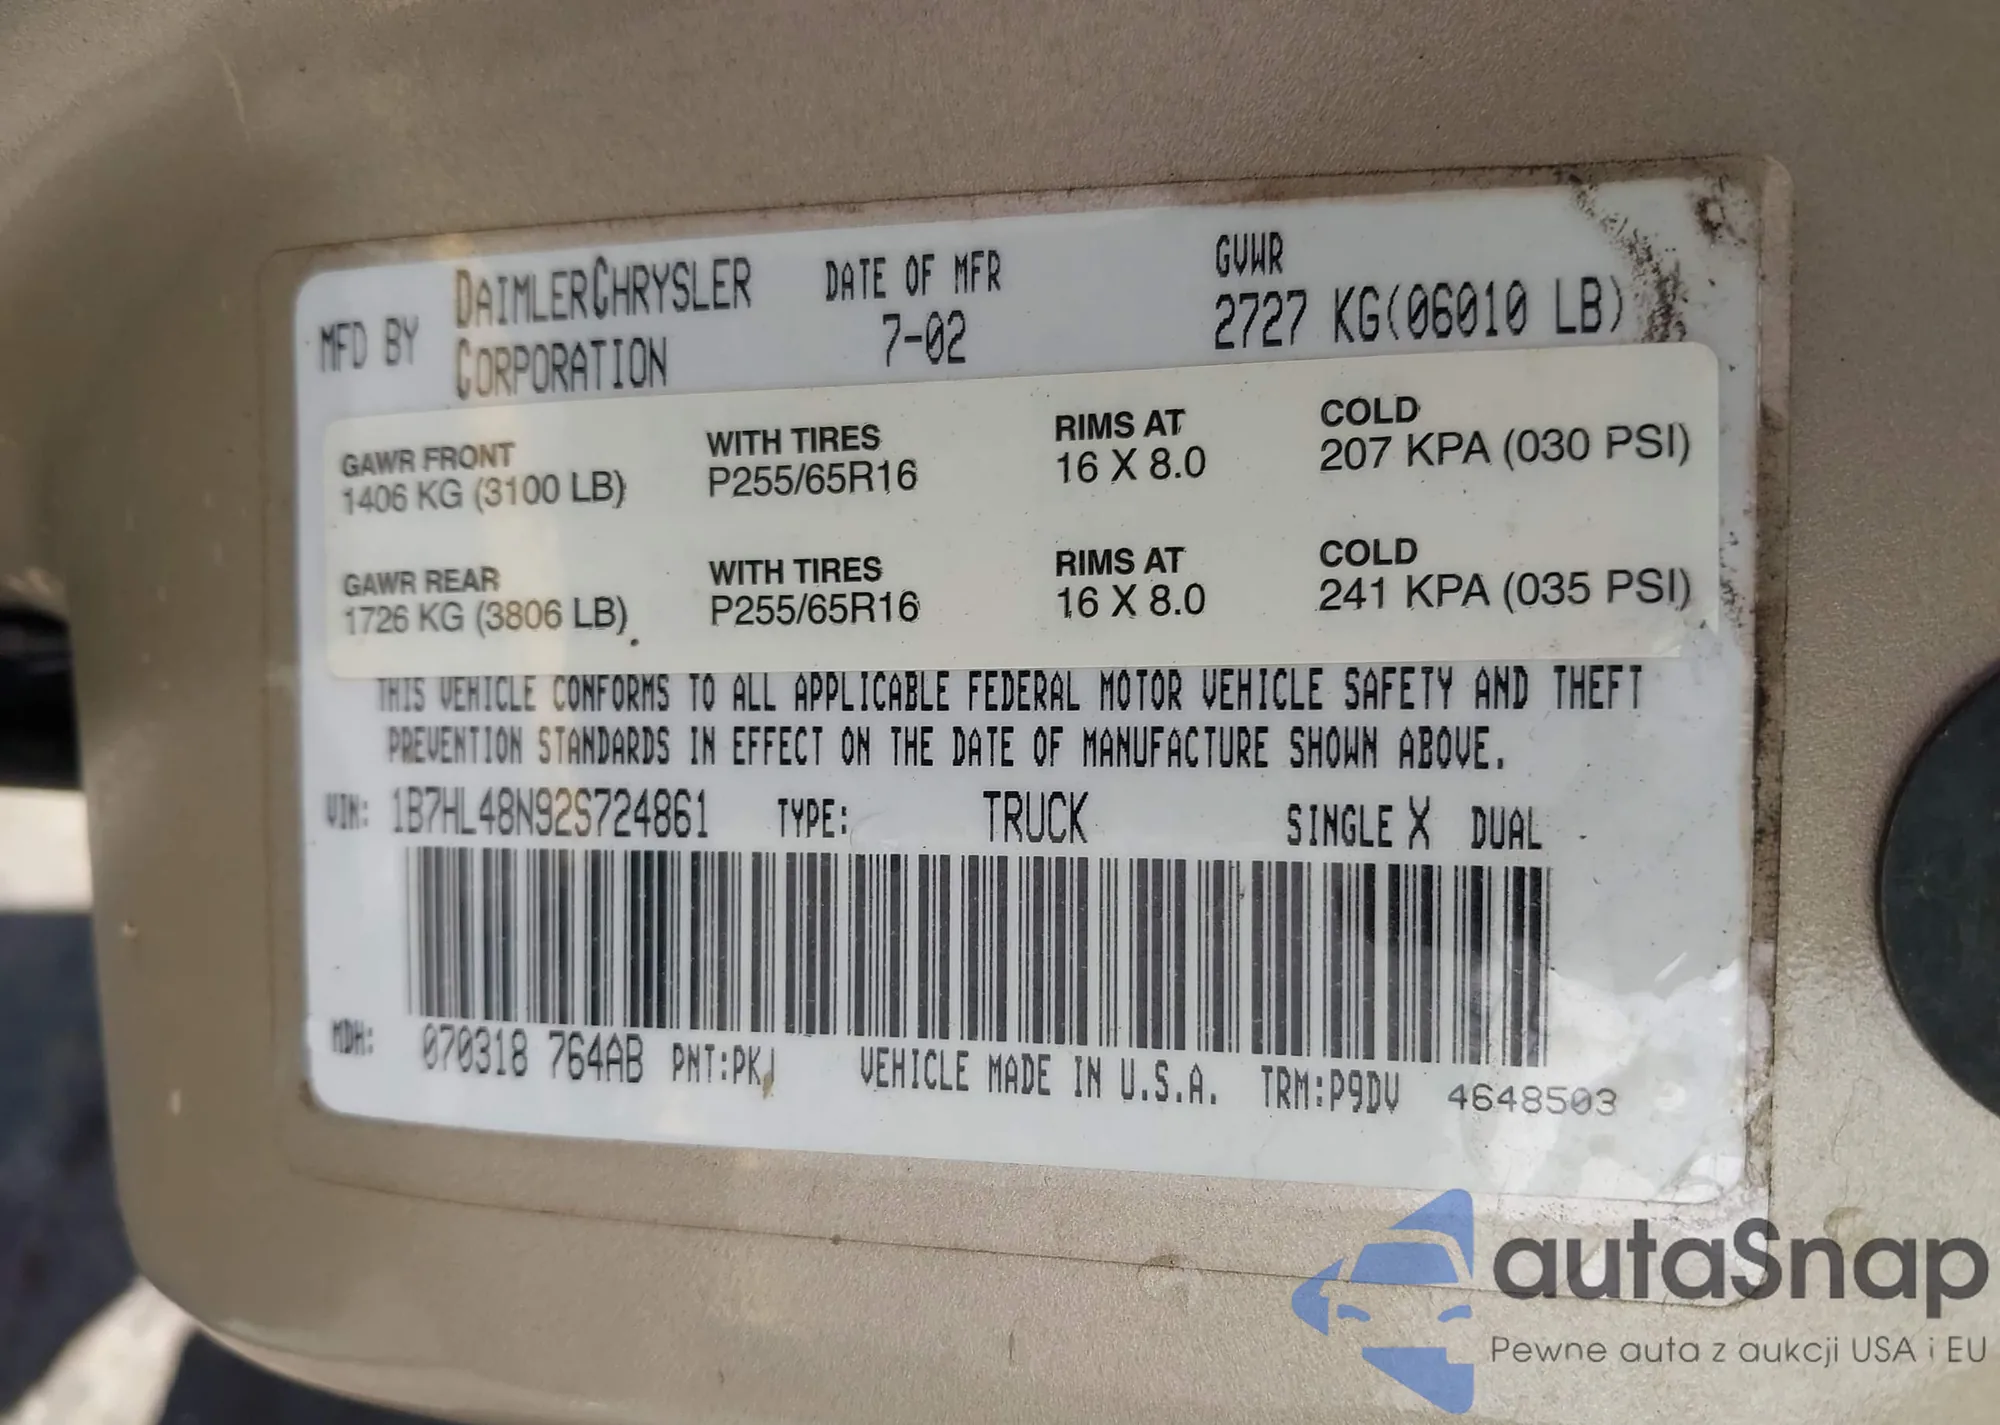 MFD BY DAIMLERCHRYSLER CORPORATION DATE OF MFR 7-02 GVWR 2727 KG(06010 LB)
GAWR FRONT WITH TIRES RIMS AT COLD
1406 KG (3100 LB) P255/65R16 16 X 8.0 207 KPA (030 PSI)
GAWR REAR WITH TIRES RIMS AT COLD
1726 KG (3806 LB) P255/65R16 16 X 8.0 241 KPA (035 PSI)
THIS VEHICLE CONFORMS TO ALL APPLICABLE FEDERAL MOTOR VEHICLE SAFETY AND THEFT
PREVENTION STANDARDS IN EFFECT ON THE DATE OF MANUFACTURE SHOWN ABOVE.
VIN: 1B7HL48N92S724861 TYPE: TRUCK SINGLE X DUAL
MDH: 070318 764AB PNT:PKJ VEHICLE MADE IN U.S.A. TRM:P9DV 4648503
autaSnap
Pewne auta z aukcji USA i EU